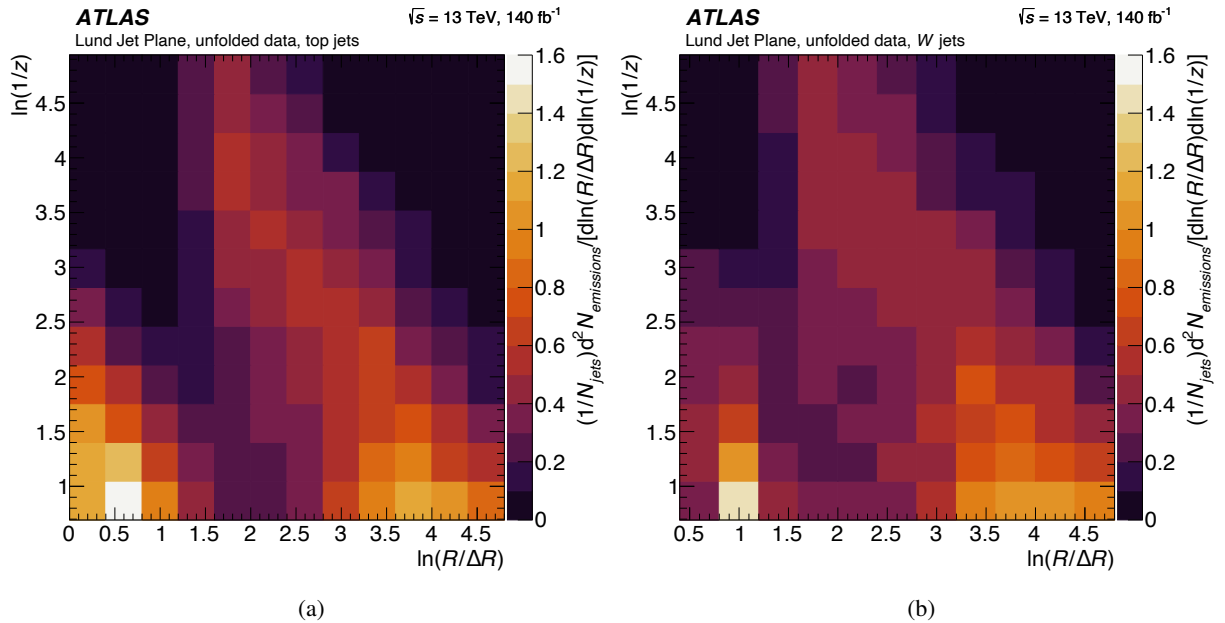 ATLAS
√s = 13 TeV, 140 fb⁻¹
Lund Jet Plane, unfolded data, top jets
ln(1/z)
4.5
4
3.5
3
2.5
2
1.5
1
0 0.5 1 1.5 2 2.5 3 3.5 4 4.5
ln(R/ΔR)
1.6
1.4
1.2
1
0.8
0.6
0.4
0.2
0
(1/N_jets)d² N_emissions/[dln(R/ΔR)dln(1/z)]
(a)
ATLAS
√s = 13 TeV, 140 fb⁻¹
Lund Jet Plane, unfolded data, W jets
ln(1/z)
4.5
4
3.5
3
2.5
2
1.5
1
0.5 1 1.5 2 2.5 3 3.5 4 4.5
ln(R/ΔR)
1.6
1.4
1.2
1
0.8
0.6
0.4
0.2
0
(1/N_jets)d² N_emissions/[dln(R/ΔR)dln(1/z)]
(b)